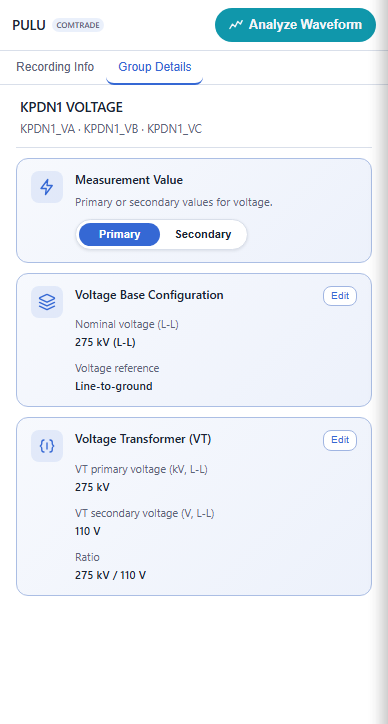 PULU COMTRADE Analyze Waveform
Recording Info Group Details
KPDN1 VOLTAGE
KPDN1_VA · KPDN1_VB · KPDN1_VC
Measurement Value
Primary or secondary values for voltage.
Primary Secondary
Voltage Base Configuration Edit
Nominal voltage (L-L)
275 kV (L-L)
Voltage reference
Line-to-ground
Voltage Transformer (VT) Edit
VT primary voltage (kV, L-L)
275 kV
VT secondary voltage (V, L-L)
110 V
Ratio
275 kV / 110 V